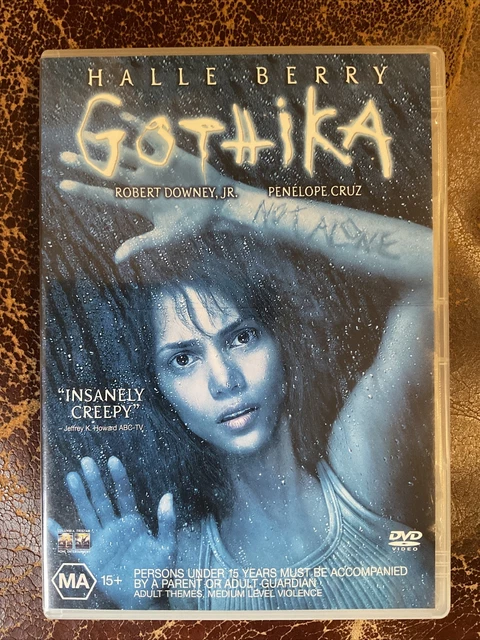 HALLE BERRY
GOTHIKA
ROBERT DOWNEY, JR. PENÉLOPE CRUZ
NOT ALONE
“INSANELY
CREEPY”
– Jeffrey K. Howard ABC-TV
DVD
VIDEO
MA 15+
PERSONS UNDER 15 YEARS MUST BE ACCOMPANIED
BY A PARENT OR ADULT GUARDIAN
ADULT THEMES, MEDIUM LEVEL VIOLENCE